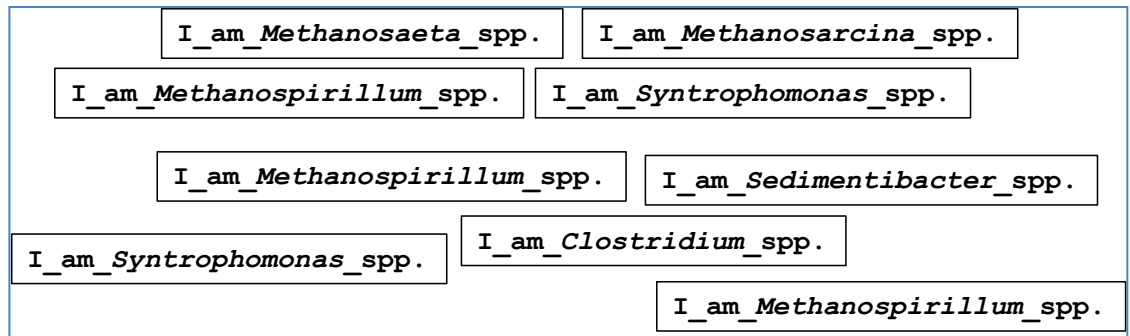 I_am_Methanosaeta_spp.
I_am_Methanosarcina_spp.
I_am_Methanospirillum_spp.
I_am_Syntrophomonas_spp.
I_am_Methanospirillum_spp.
I_am_Sedimentibacter_spp.
I_am_Clostridium_spp.
I_am_Syntrophomonas_spp.
I_am_Methanospirillum_spp.